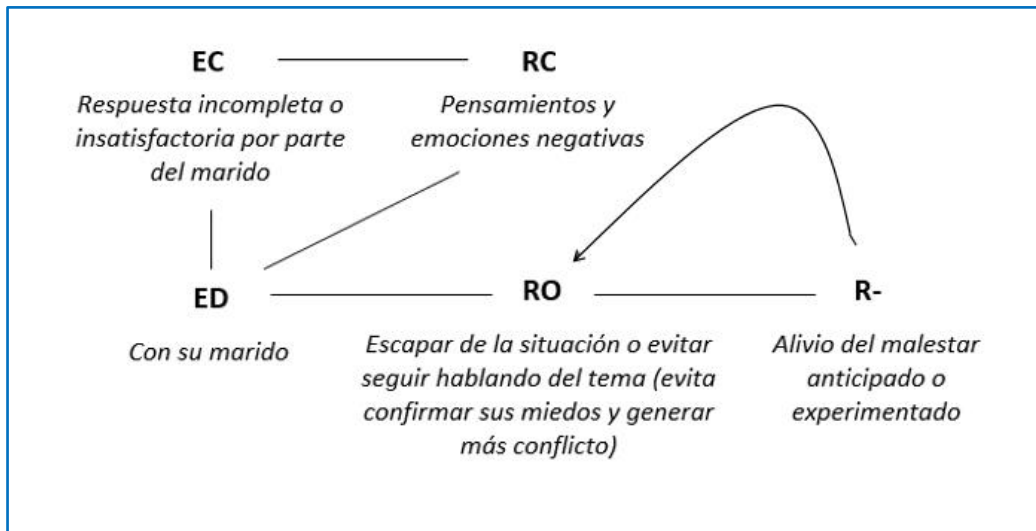 EC
RC
Respuesta incompleta o
insatisfactoria por parte
del marido
Pensamientos y
emociones negativas
ED
RO
R-
Con su marido
Escapar de la situación o evitar
seguir hablando del tema (evita
confirmar sus miedos y generar
más conflicto)
Alivio del malestar
anticipado o
experimentado